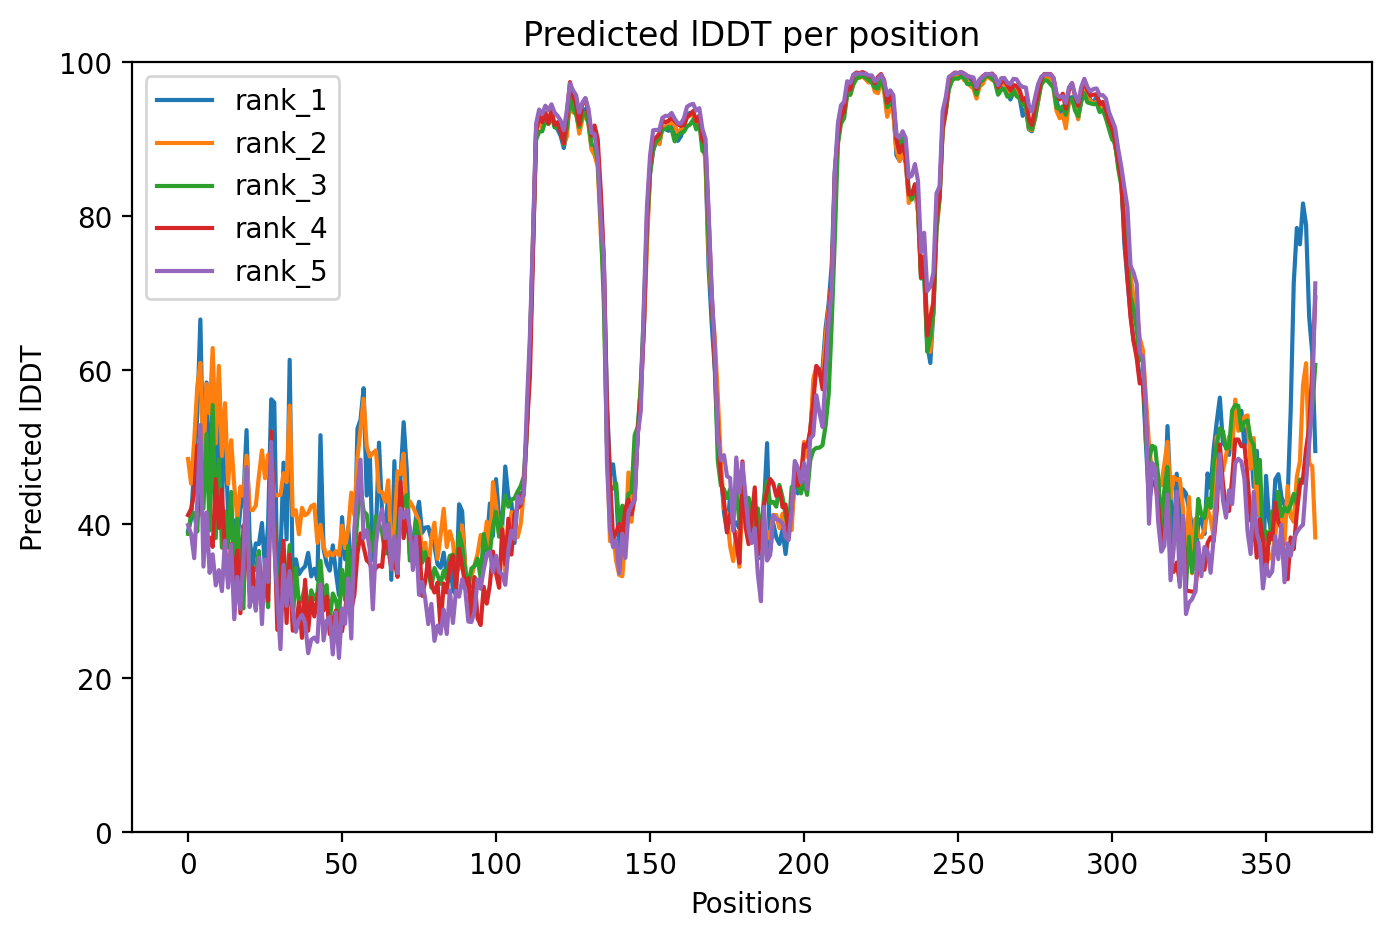 Predicted lDDT per position
100
80
60
40
20
0
Predicted lDDT
rank_1
rank_2
rank_3
rank_4
rank_5
0 50 100 150 200 250 300 350
Positions